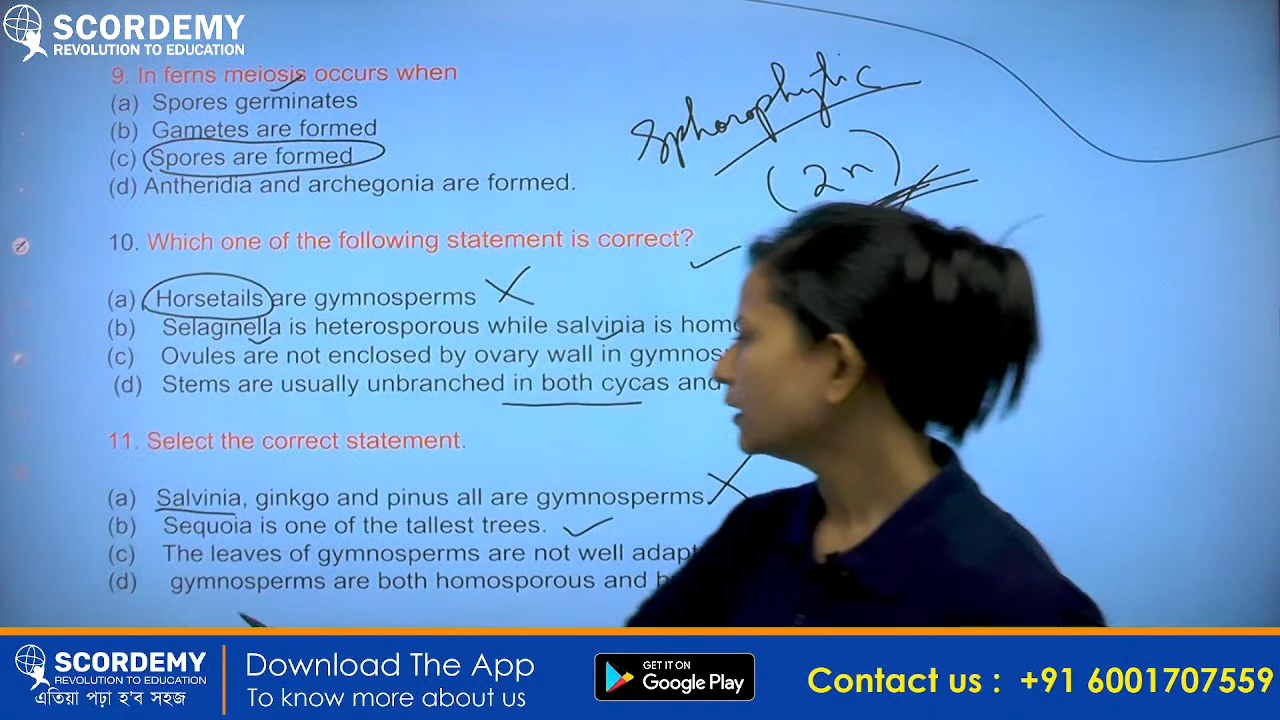 SCORDEMY
REVOLUTION TO EDUCATION
9. In ferns meiosis occurs when
(a) Spores germinates
(b) Gametes are formed
(c) Spores are formed
(d) Antheridia and archegonia are formed.
Sphorophytic
(2n)
10. Which one of the following statement is correct?
(a) Horsetails are gymnosperms
(b) Selaginella is heterosporous while salvinia is
(c) Ovules are not enclosed by ovary wall in
(d) Stems are usually unbranched in both cycas and
11. Select the correct statement.
(a) Salvinia, ginkgo and pinus all are gymnosperms.
(b) Sequoia is one of the tallest trees.
(c) The leaves of gymnosperms are not well
(d) gymnosperms are both homosporous and
SCORDEMY
REVOLUTION TO EDUCATION
এতিয়া পঢ়া হ'ব সহজ
Download The App
To know more about us
GET IT ON
Google Play
Contact us : +91 6001707559